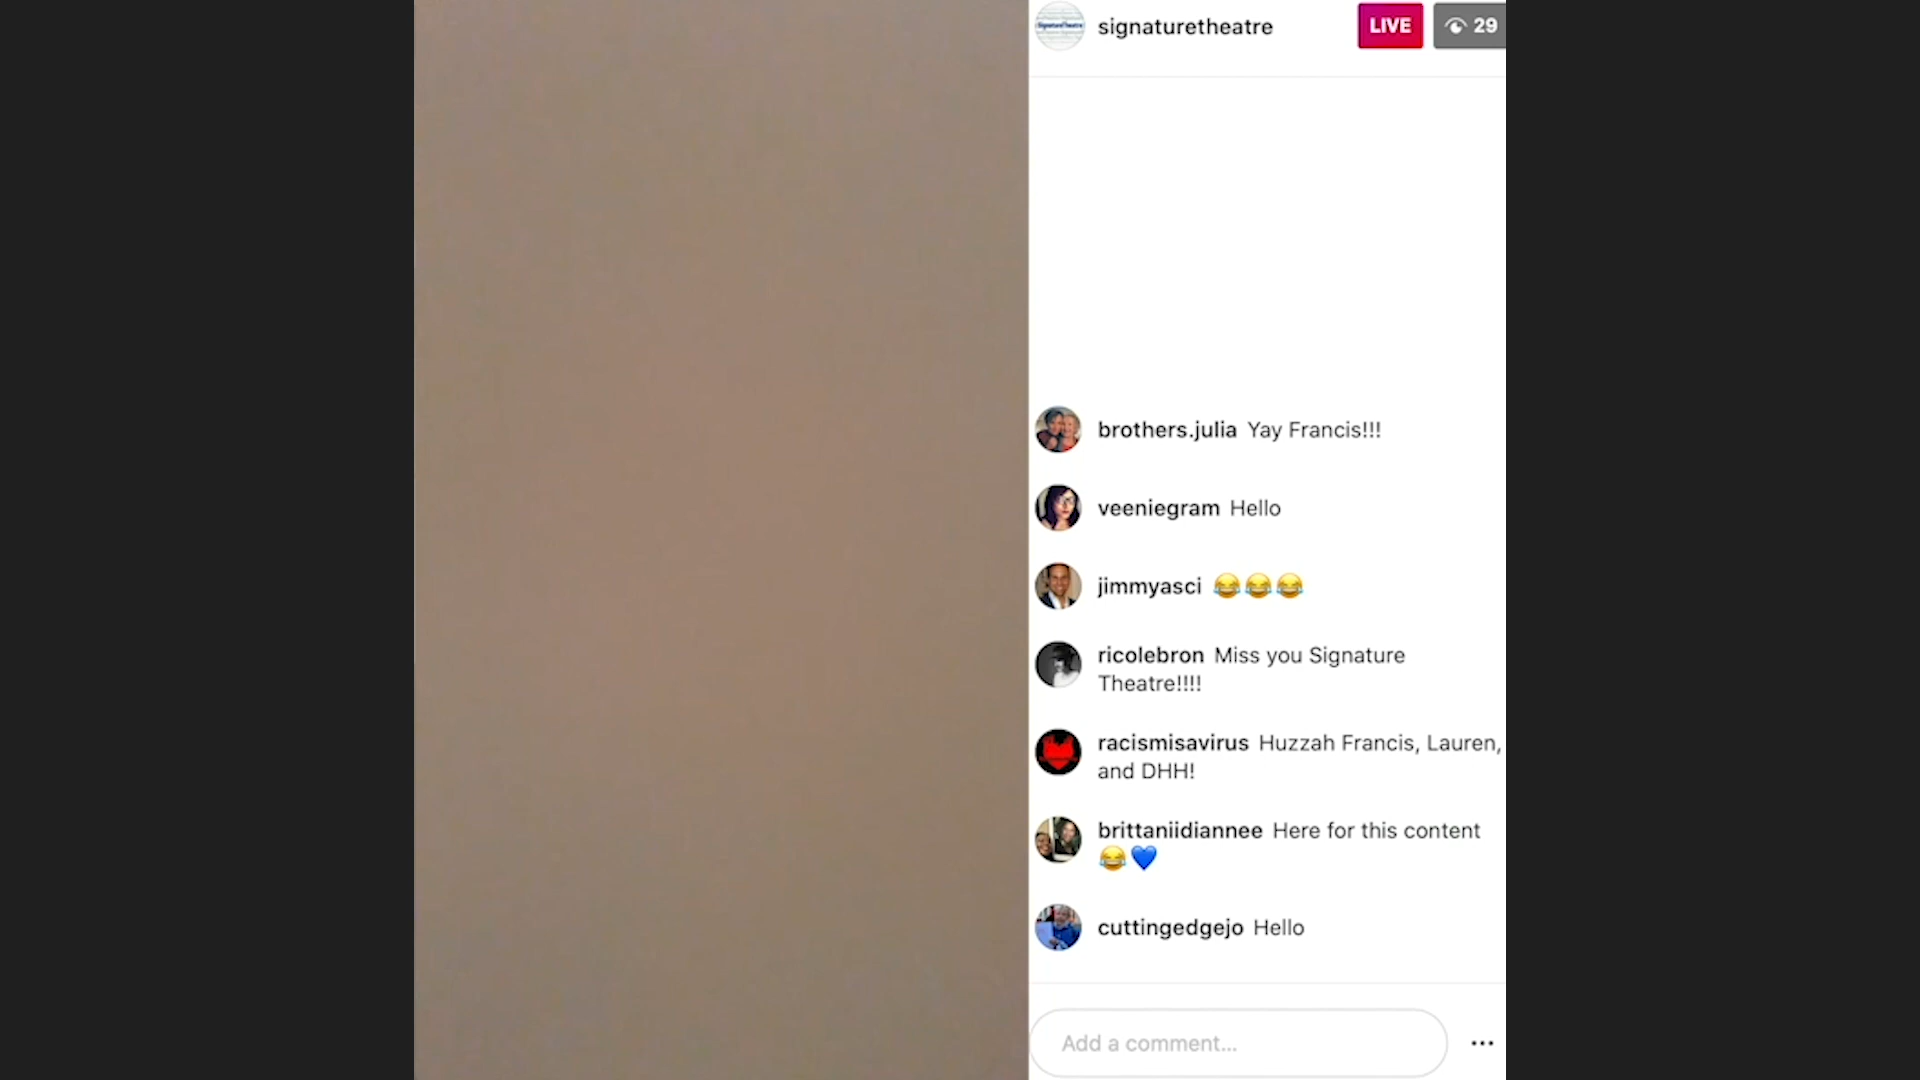 SignatureTheatre
signaturetheatre
LIVE
29
brothers.julia Yay Francis!!!
veeniegram Hello
jimmyasci 😂😂😂
ricolebron Miss you Signature
Theatre!!!!
racismisavirus Huzzah Francis, Lauren,
and DHH!
brittaniidiannee Here for this content
😂💙
cuttingedgejo Hello
Add a comment...